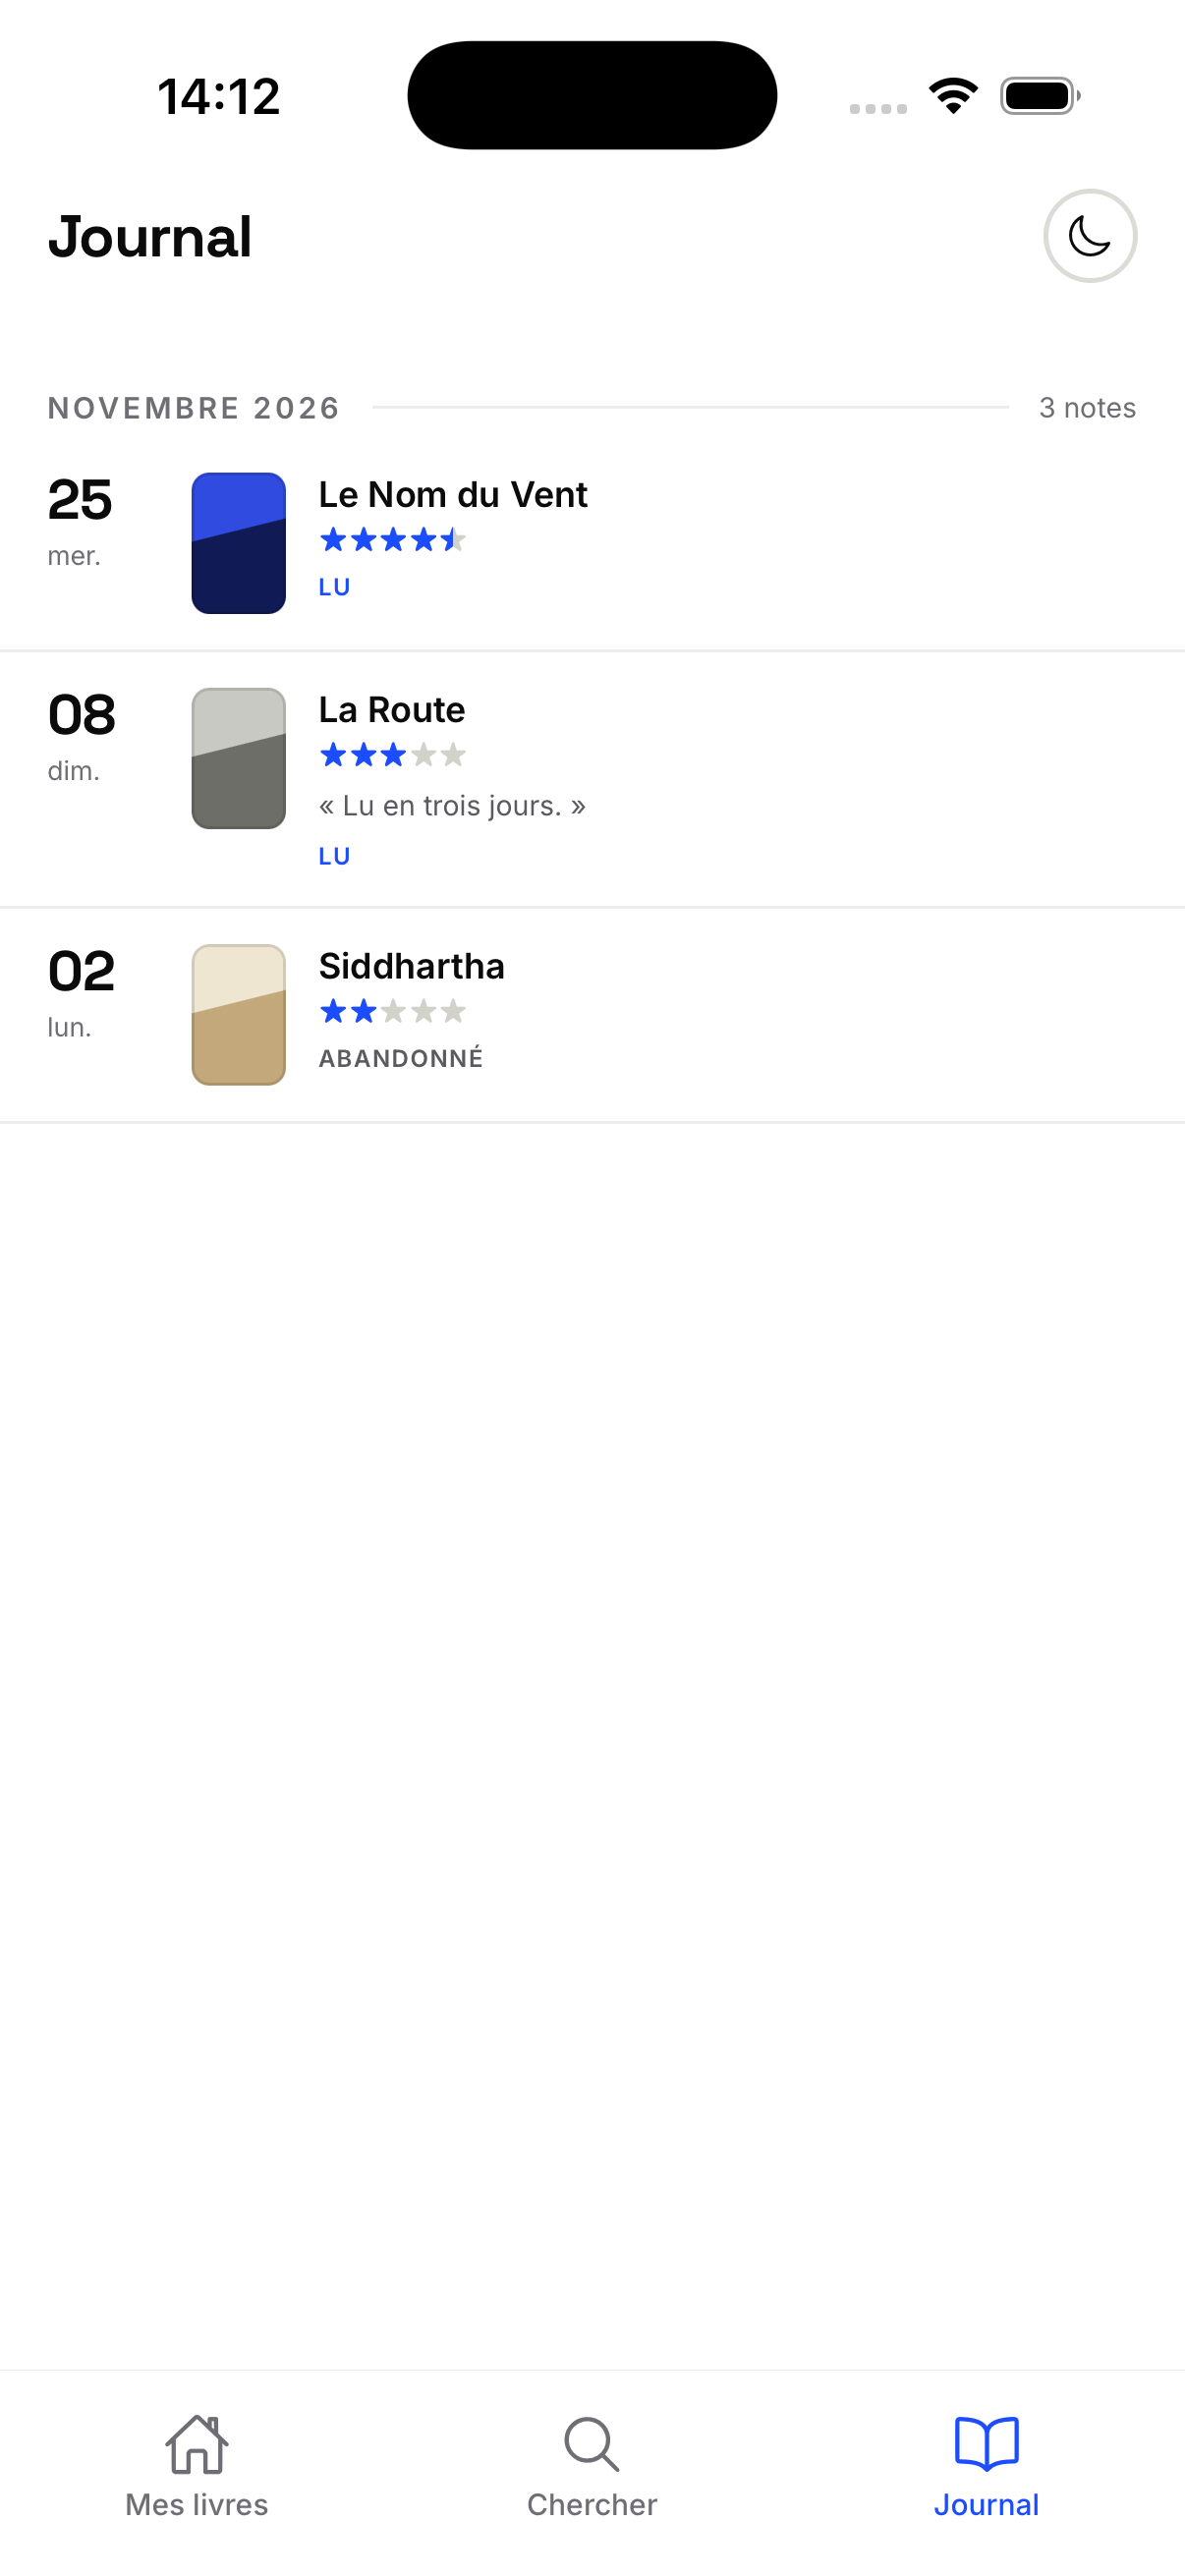 14:12
Journal
NOVEMBRE 2026 3 notes
25
mer.
Le Nom du Vent
LU
08
dim.
La Route
« Lu en trois jours. »
LU
02
lun.
Siddhartha
ABANDONNÉ
Mes livres
Chercher
Journal